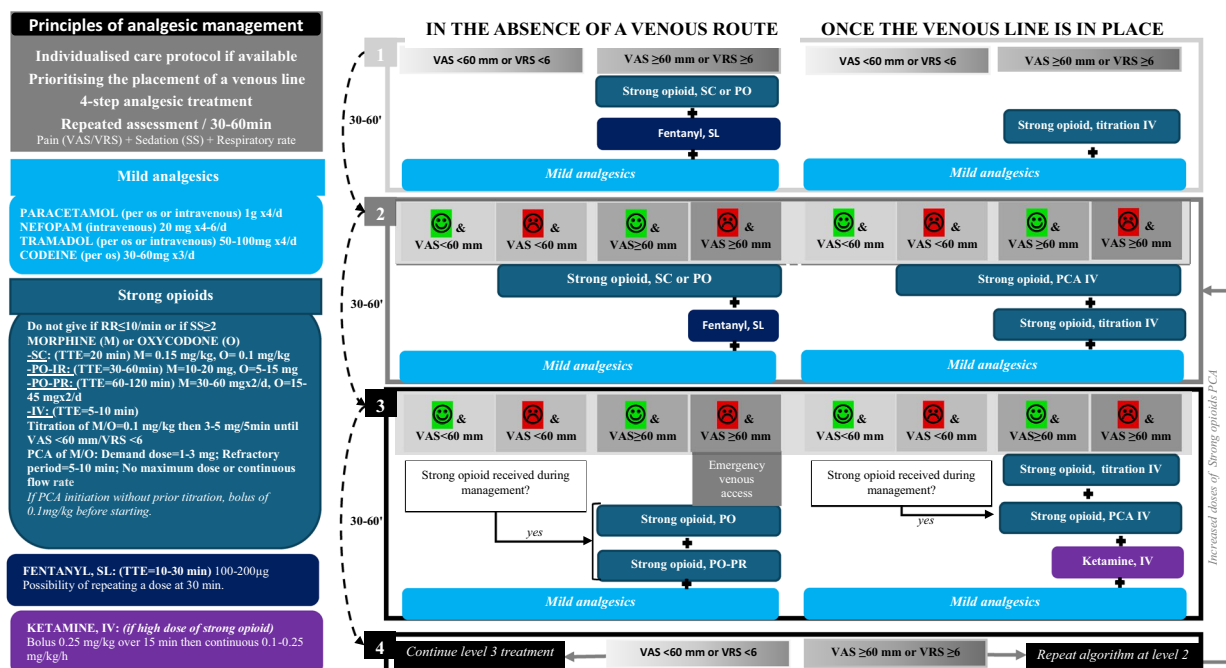 Principles of analgesic management
Individualised care protocol if available
Prioritising the placement of a venous line
4-step analgesic treatment
Repeated assessment / 30-60min
Pain (VAS/VRS) + Sedation (SS) + Respiratory rate
Mild analgesics
PARACETAMOL (per os or intravenous) 1g x4/d
NEFOPAM (intravenous) 20 mg x4-6/d
TRAMADOL (per os or intravenous) 50-100mg x4/d
CODEINE (per os) 30-60mg x3/d
Strong opioids
Do not give if RR≤10/min or if SS≥2
MORPHINE (M) or OXYCODONE (O)
-SC: (TTE=20 min) M= 0.15 mg/kg, O= 0.1 mg/kg
-PO-IR: (TTE=30-60min) M=10-20 mg, O=5-15 mg
-PO-PR: (TTE=60-120 min) M=30-60 mgx2/d, O=15-
45 mgx2/d
-IV: (TTE=5-10 min)
Titration of M/O=0.1 mg/kg then 3-5 mg/5min until
VAS <60 mm/VRS <6
PCA of M/O: Demand dose=1-3 mg; Refractory
period=5-10 min; No maximum dose or continuous
flow rate
If PCA initiation without prior titration, bolus of
0.1mg/kg before starting.
FENTANYL, SL: (TTE=10-30 min) 100-200µg
Possibility of repeating a dose at 30 min.
KETAMINE, IV: (if high dose of strong opioid)
Bolus 0.25 mg/kg over 15 min then continuous 0.1-0.25
mg/kg/h
IN THE ABSENCE OF A VENOUS ROUTE
ONCE THE VENOUS LINE IS IN PLACE
1
VAS <60 mm or VRS <6
VAS ≥60 mm or VRS ≥6
VAS <60 mm or VRS <6
VAS ≥60 mm or VRS ≥6
Strong opioid, SC or PO
Fentanyl, SL
Strong opioid, titration IV
30-60'
Mild analgesics
Mild analgesics
2
&
VAS<60 mm
&
VAS <60 mm
&
VAS≥60 mm
&
VAS ≥60 mm
&
VAS<60 mm
&
VAS <60 mm
&
VAS ≥60 mm
&
VAS ≥60 mm
Strong opioid, SC or PO
Strong opioid, PCA IV
30-60'
Fentanyl, SL
Strong opioid, titration IV
Mild analgesics
Mild analgesics
3
&
VAS<60 mm
&
VAS <60 mm
&
VAS≥60 mm
&
VAS ≥60 mm
&
VAS<60 mm
&
VAS <60 mm
&
VAS ≥60 mm
&
VAS ≥60 mm
Strong opioid received during
management?
yes
Emergency
venous
access
Strong opioid, PO
Strong opioid, PO-PR
Strong opioid received during
management?
yes
Strong opioid, titration IV
Strong opioid, PCA IV
Ketamine, IV
30-60'
Mild analgesics
Mild analgesics
Increased doses of Strong opioids PCA
4
Continue level 3 treatment
VAS <60 mm or VRS <6
VAS ≥60 mm or VRS ≥6
Repeat algorithm at level 2